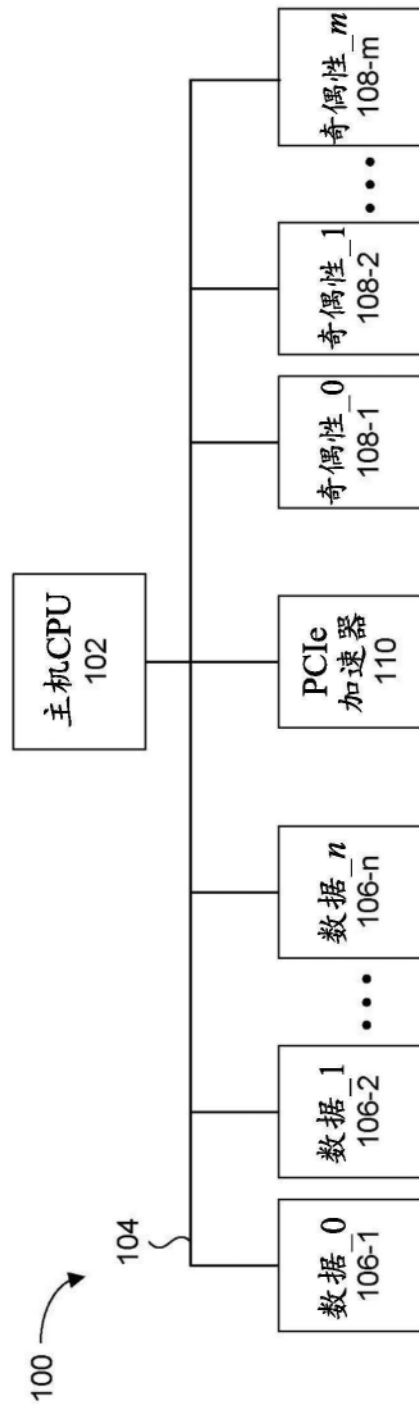 100
主机CPU
102
104
数据_0
106-1
数据_1
106-2
•••
数据_n
106-n
PCIe
加速器
110
奇偶性_0
108-1
奇偶性_1
108-2
•••
奇偶性_m
108-m